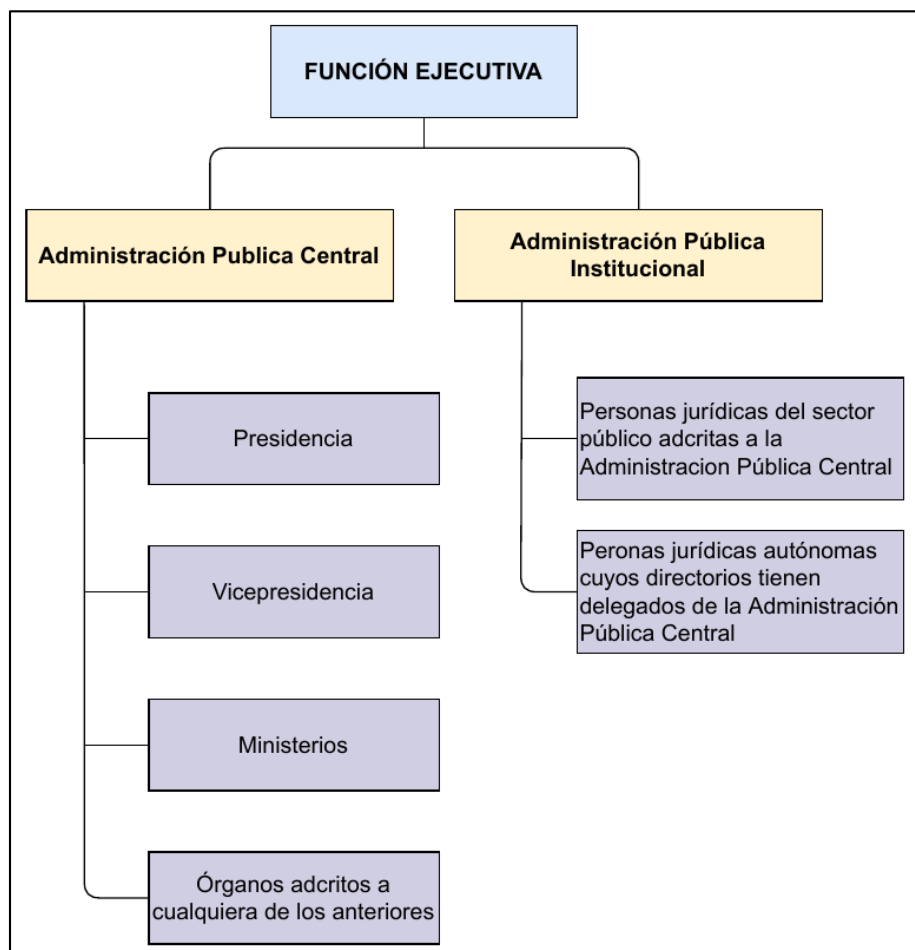 FUNCIÓN EJECUTIVA
Administración Publica Central
Administración Pública
Institucional
Presidencia
Vicepresidencia
Ministerios
Órganos adcritos a
cualquiera de los anteriores
Personas jurídicas del sector
público adcritas a la
Administracion Pública Central
Peronas jurídicas autónomas
cuyos directorios tienen
delegados de la Administración
Pública Central